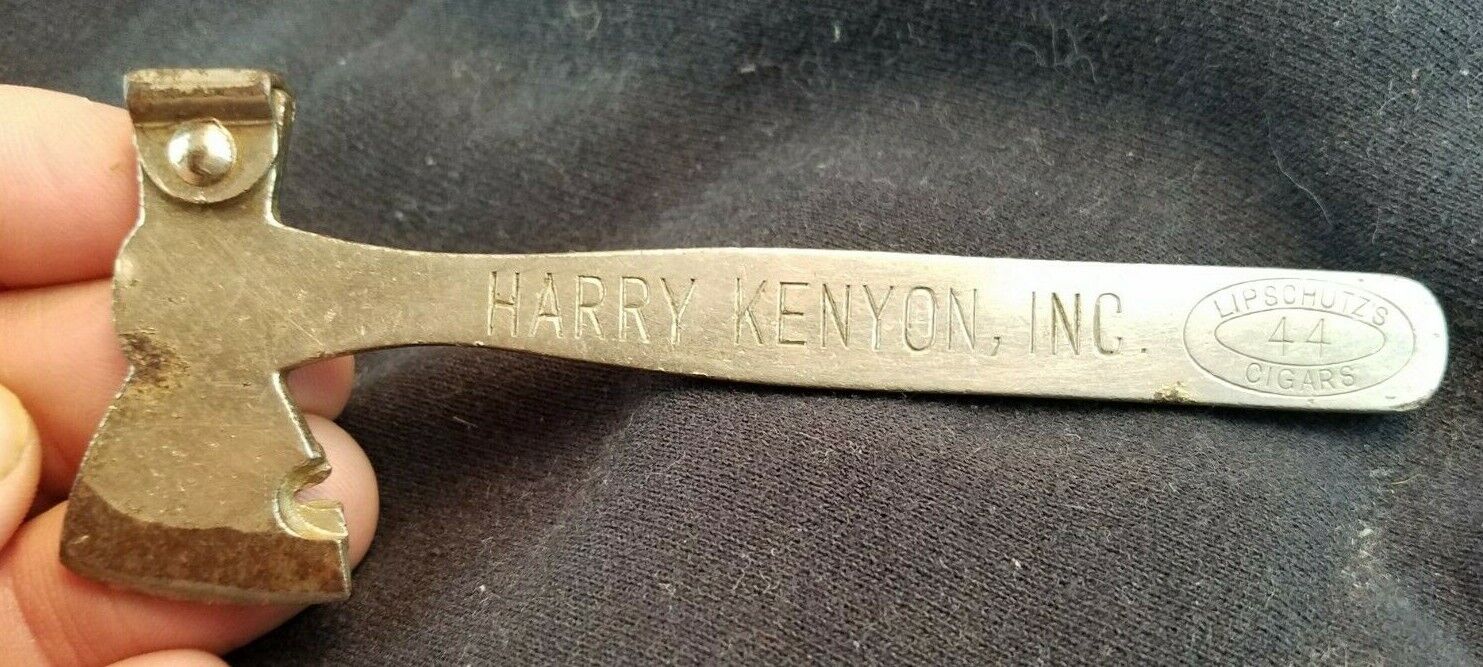 HARRY KENYON, INC.
LIPSCHUTZ'S
44
CIGARS